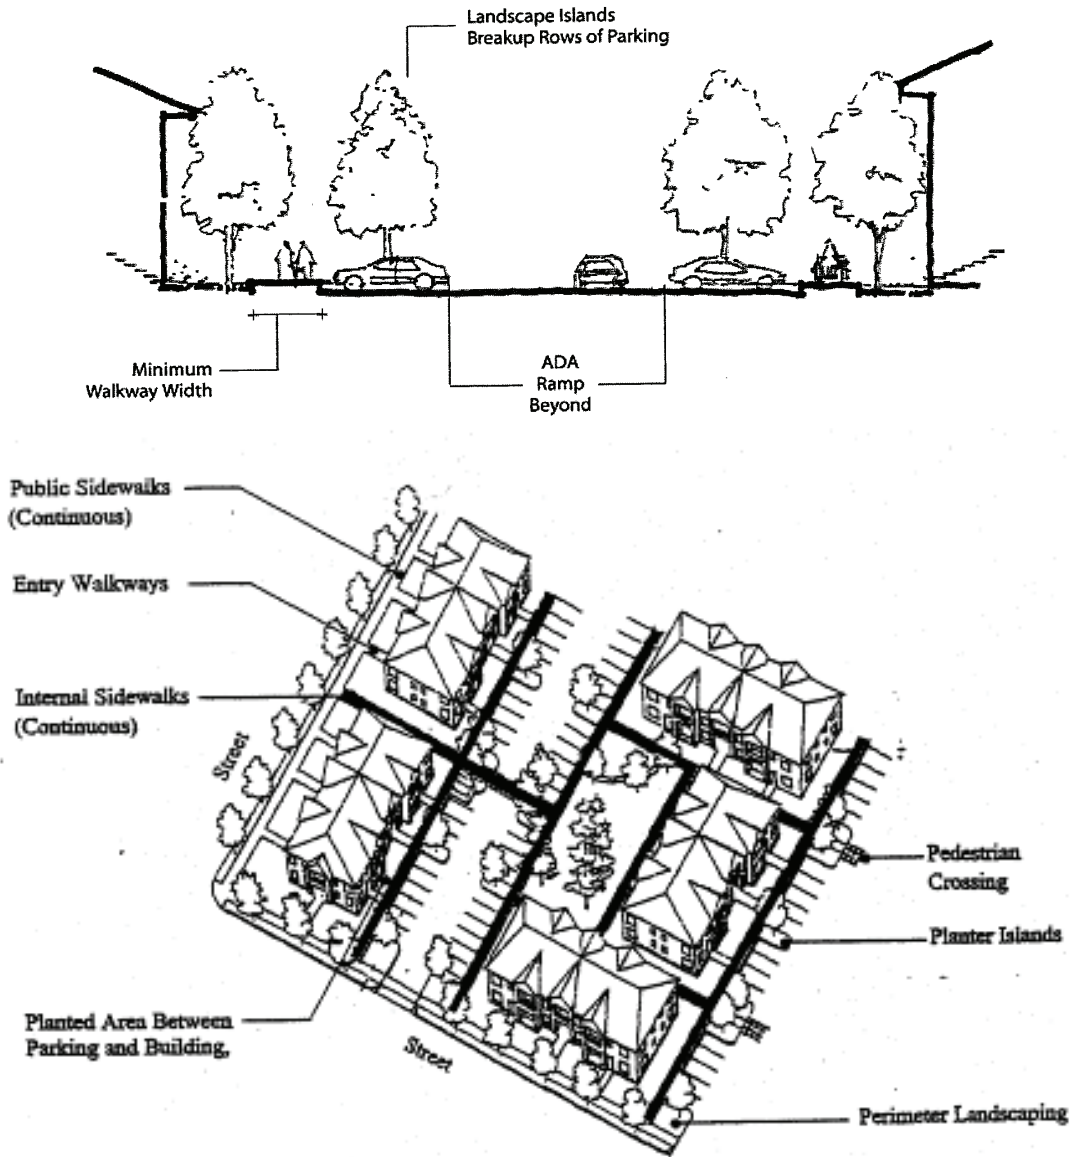 Landscape Islands
Breakup Rows of Parking
Minimum
Walkway Width
ADA
Ramp
Beyond
Public Sidewalks
(Continuous)
Entry Walkways
Internal Sidewalks
(Continuous)
Street
Pedestrian
Crossing
Planter Islands
Planted Area Between
Parking and Building,
Street
Perimeter Landscaping